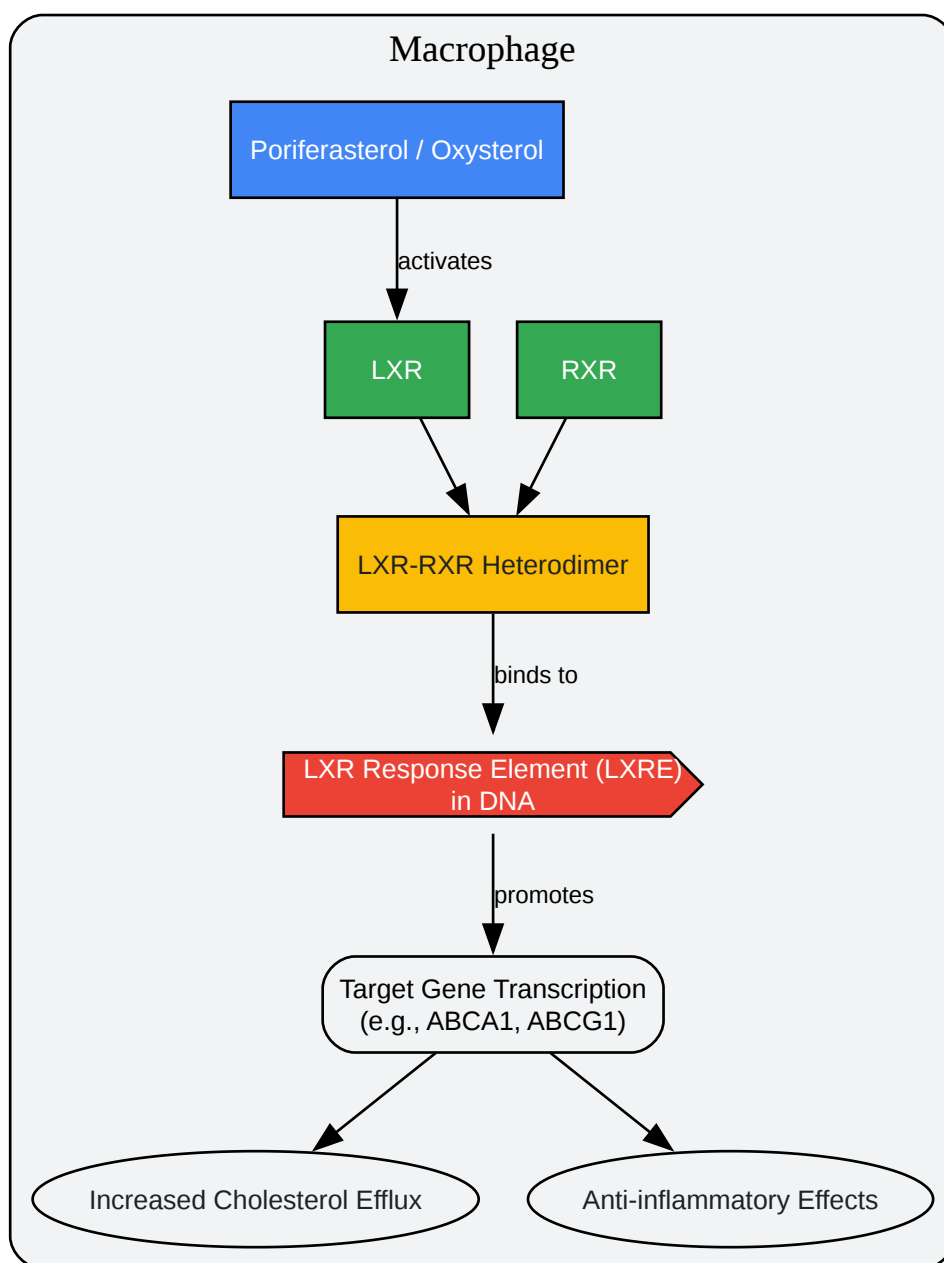 Macrophage
Poriferasterol / Oxysterol
activates
LXR
RXR
LXR-RXR Heterodimer
binds to
LXR Response Element (LXRE)
in DNA
promotes
Target Gene Transcription
(e.g., ABCA1, ABCG1)
Increased Cholesterol Efflux
Anti-inflammatory Effects